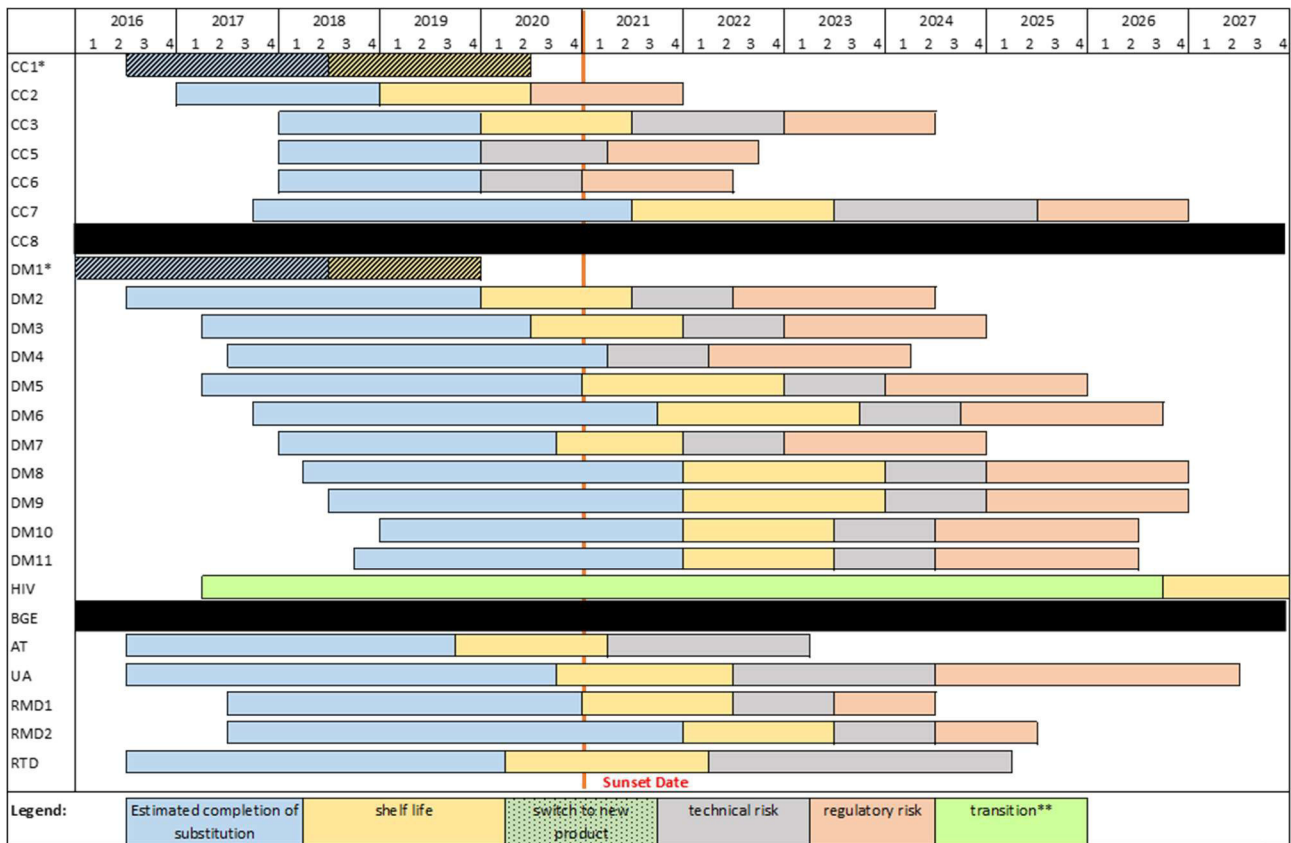 2016 2017 2018 2019 2020 2021 2022 2023 2024 2025 2026 2027
1 2 3 4 1 2 3 4 1 2 3 4 1 2 3 4 1 2 3 4 1 2 3 4 1 2 3 4 1 2 3 4 1 2 3 4 1 2 3 4 1 2 3 4 1 2 3 4
CC1*
CC2
CC3
CC5
CC6
CC7
CC8
DM1*
DM2
DM3
DM4
DM5
DM6
DM7
DM8
DM9
DM10
DM11
HIV
BGE
AT
UA
RMD1
RMD2
RTD
Sunset Date
Legend: Estimated completion of shelf life switch to new technical risk regulatory risk transition**
substitution product